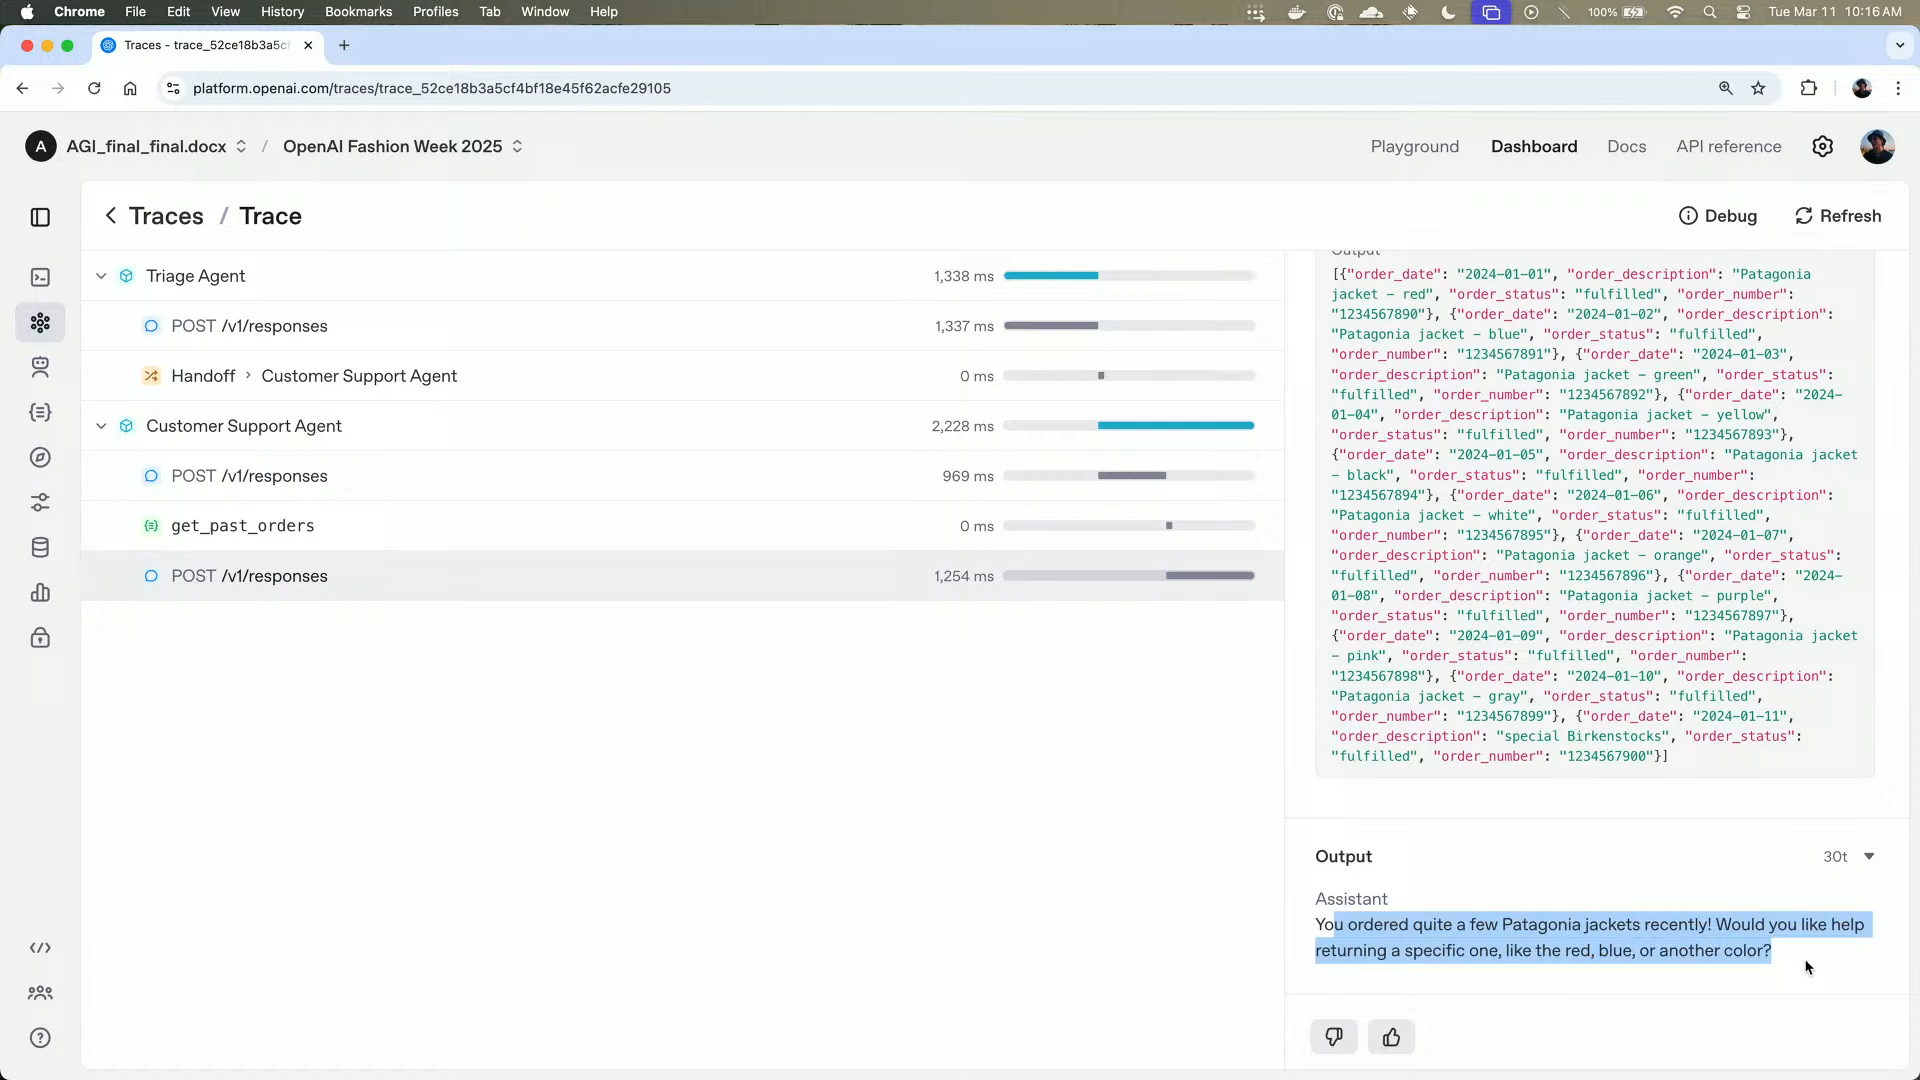 Chrome File Edit View History Bookmarks Profiles Tab Window Help 100% Tue Mar 11 10:16 AM
Traces - trace_52ce18b3a5cf
platform.openai.com/traces/trace_52ce18b3a5cf4bf18e45f62acfe29105
A AGI_final_final.docx / OpenAI Fashion Week 2025 Playground Dashboard Docs API reference
Traces / Trace Debug Refresh
Triage Agent 1,338 ms
POST /v1/responses 1,337 ms
Handoff > Customer Support Agent 0 ms
Customer Support Agent 2,228 ms
POST /v1/responses 969 ms
get_past_orders 0 ms
POST /v1/responses 1,254 ms
Output
[{"order_date": "2024-01-01", "order_description": "Patagonia
jacket – red", "order_status": "fulfilled", "order_number":
"1234567890"}, {"order_date": "2024-01-02", "order_description":
"Patagonia jacket – blue", "order_status": "fulfilled",
"order_number": "1234567891"}, {"order_date": "2024-01-03",
"order_description": "Patagonia jacket – green", "order_status":
"fulfilled", "order_number": "1234567892"}, {"order_date": "2024-
01-04", "order_description": "Patagonia jacket – yellow",
"order_status": "fulfilled", "order_number": "1234567893"},
{"order_date": "2024-01-05", "order_description": "Patagonia jacket
– black", "order_status": "fulfilled", "order_number":
"1234567894"}, {"order_date": "2024-01-06", "order_description":
"Patagonia jacket – white", "order_status": "fulfilled",
"order_number": "1234567895"}, {"order_date": "2024-01-07",
"order_description": "Patagonia jacket – orange", "order_status":
"fulfilled", "order_number": "1234567896"}, {"order_date": "2024-
01-08", "order_description": "Patagonia jacket – purple",
"order_status": "fulfilled", "order_number": "1234567897"},
{"order_date": "2024-01-09", "order_description": "Patagonia jacket
– pink", "order_status": "fulfilled", "order_number":
"1234567898"}, {"order_date": "2024-01-10", "order_description":
"Patagonia jacket – gray", "order_status": "fulfilled",
"order_number": "1234567899"}, {"order_date": "2024-01-11",
"order_description": "special Birkenstocks", "order_status":
"fulfilled", "order_number": "1234567900"}]
Output 30t
Assistant
You ordered quite a few Patagonia jackets recently! Would you like help
returning a specific one, like the red, blue, or another color?